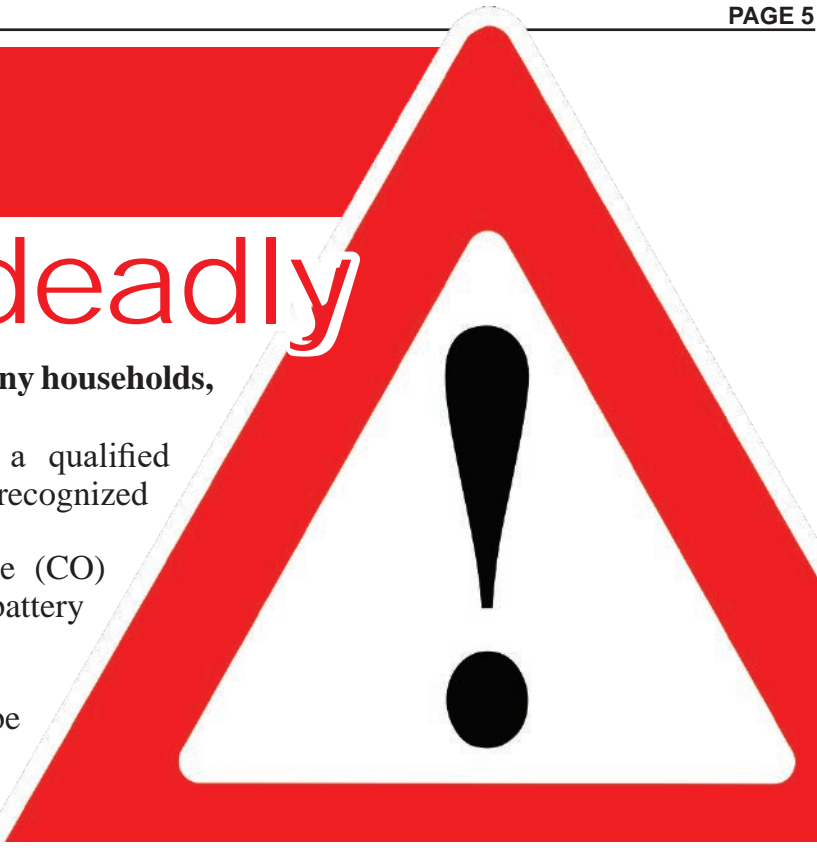 PAGE 5
deadly
ny households,
a qualified
recognized
e (CO)
battery
be
!